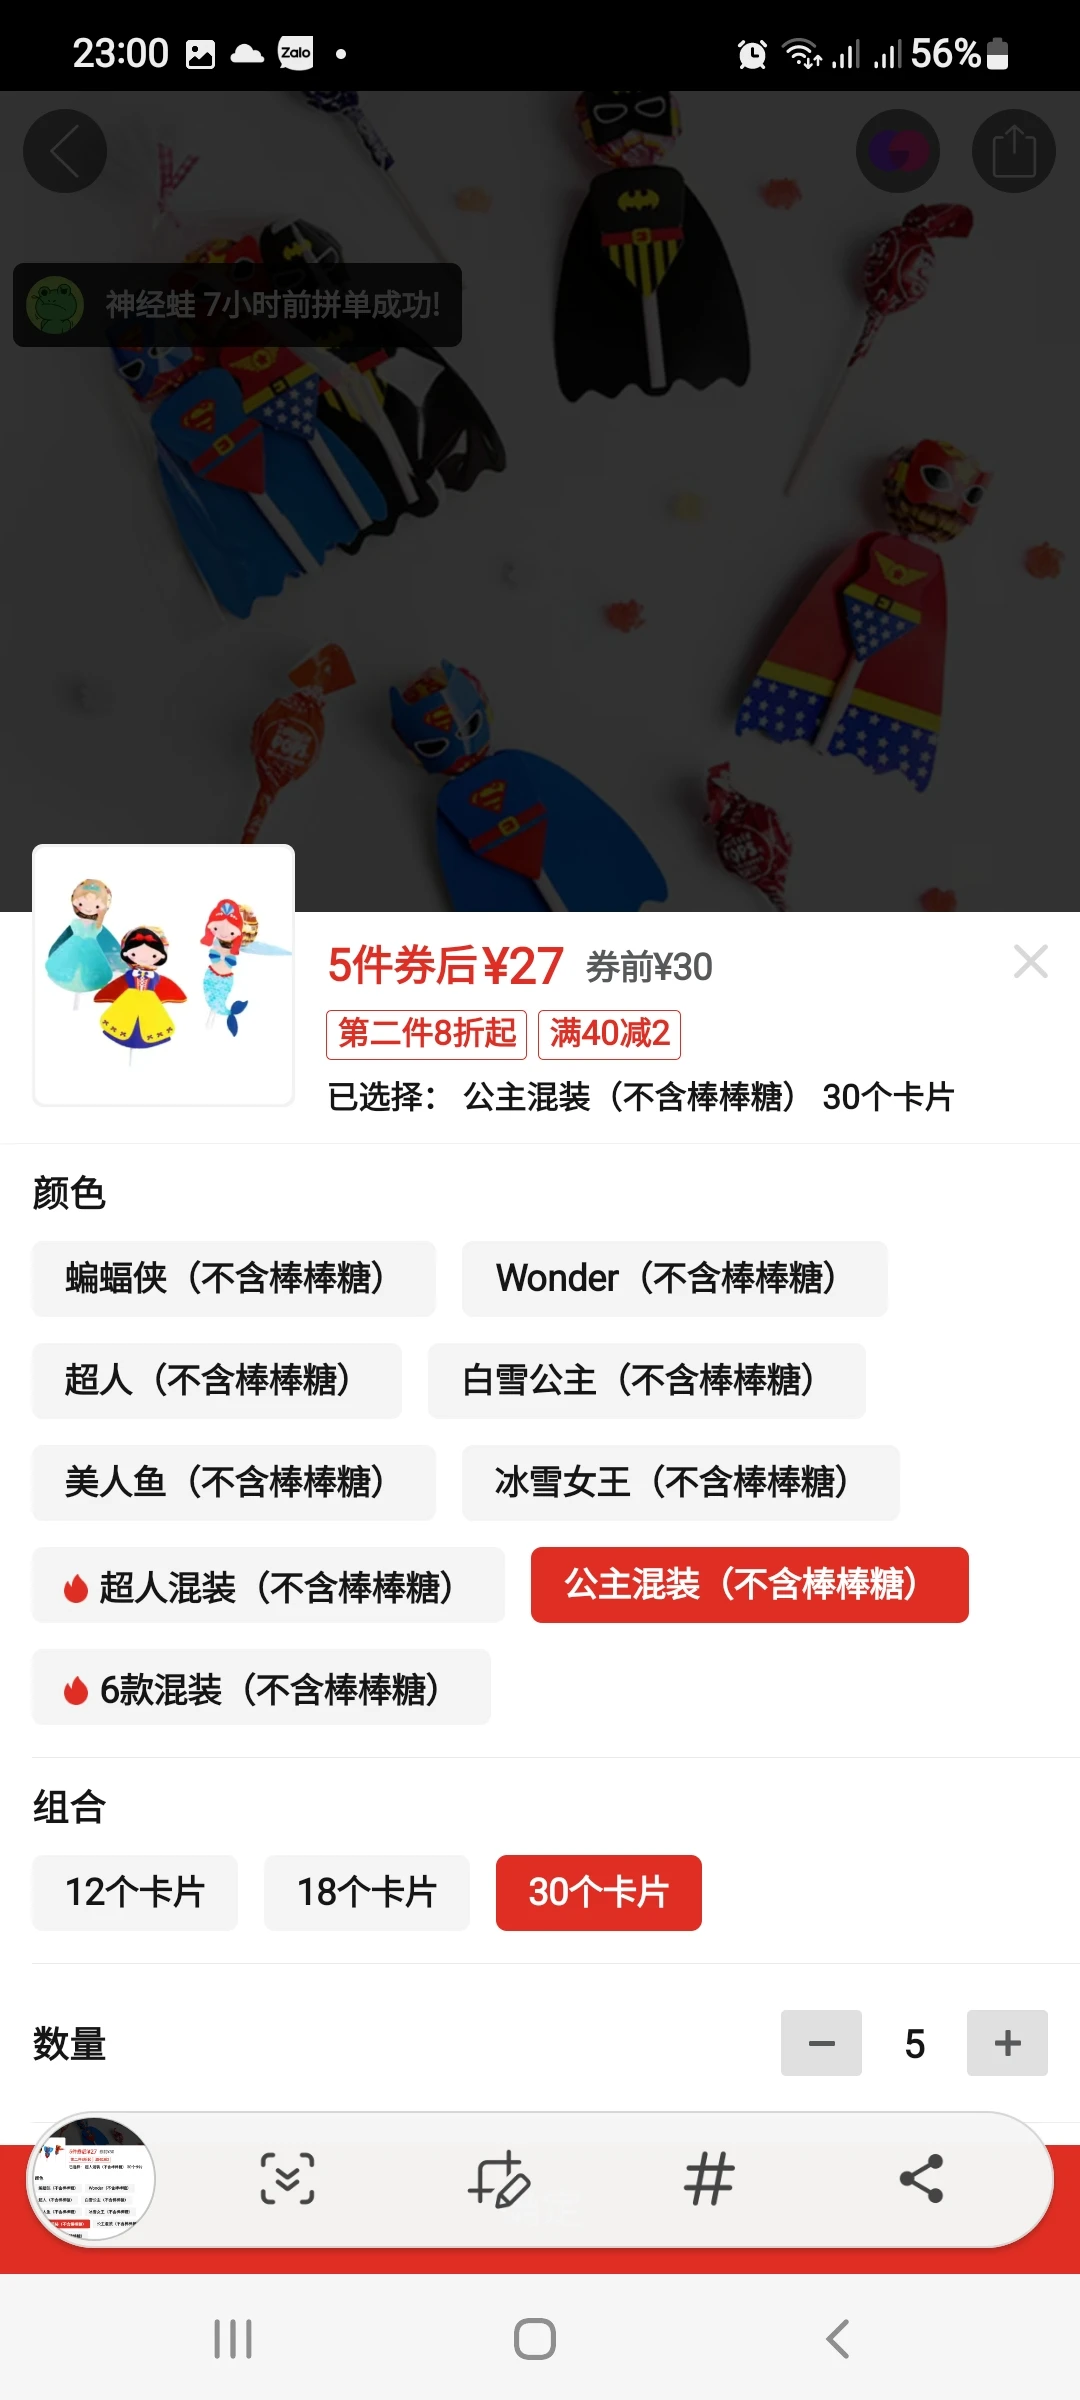 23:00 Zalo 56%
神经蛙 7小时前拼单成功!
5件券后¥27 券前¥30
第二件8折起 满40减2
已选择： 公主混装（不含棒棒糖） 30个卡片
颜色
蝙蝠侠（不含棒棒糖） Wonder（不含棒棒糖）
超人（不含棒棒糖） 白雪公主（不含棒棒糖）
美人鱼（不含棒棒糖） 冰雪女王（不含棒棒糖）
超人混装（不含棒棒糖） 公主混装（不含棒棒糖）
6款混装（不含棒棒糖）
组合
12个卡片 18个卡片 30个卡片
数量 5